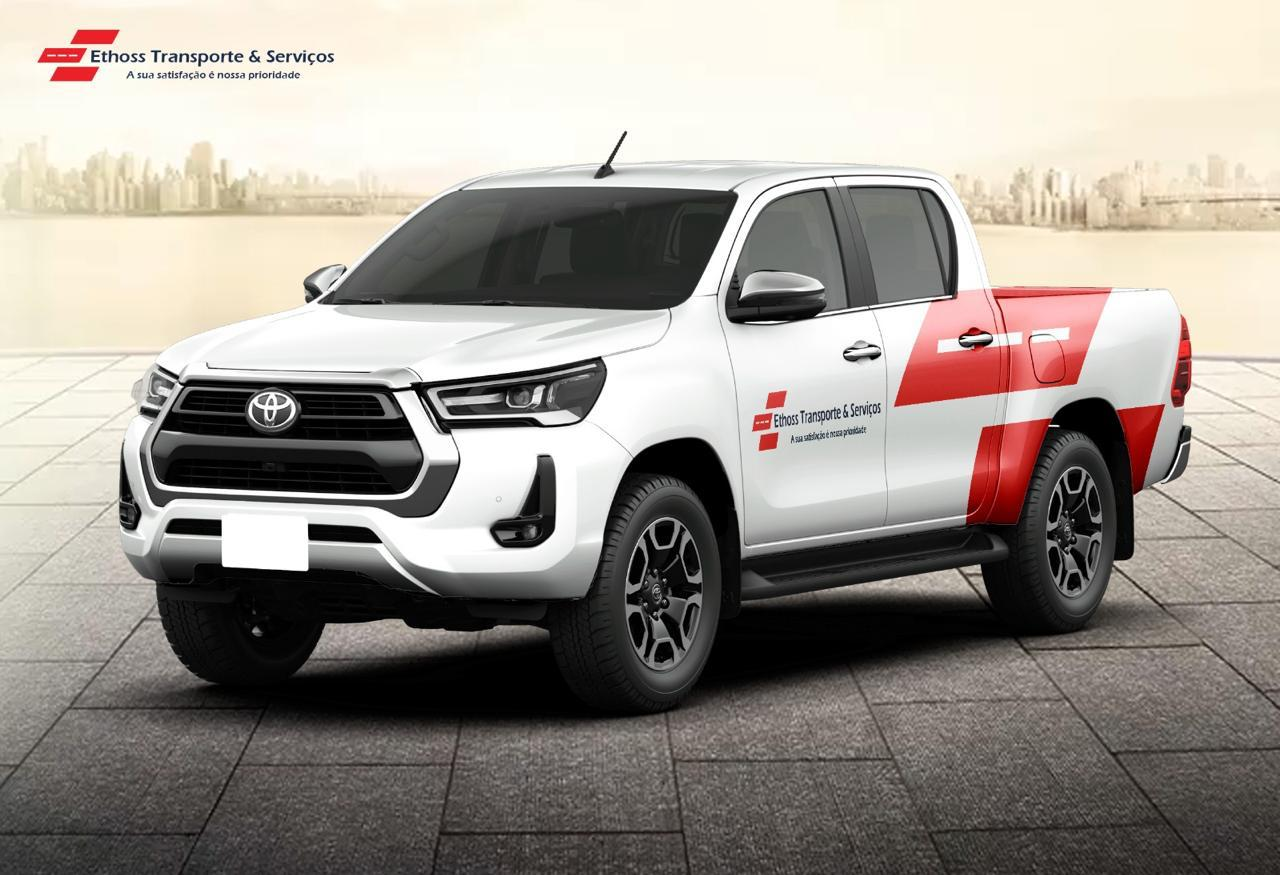 Ethoss Transporte & Serviços
A sua satisfação é nossa prioridade
Ethoss Transporte & Serviços
A sua satisfação é nossa prioridade